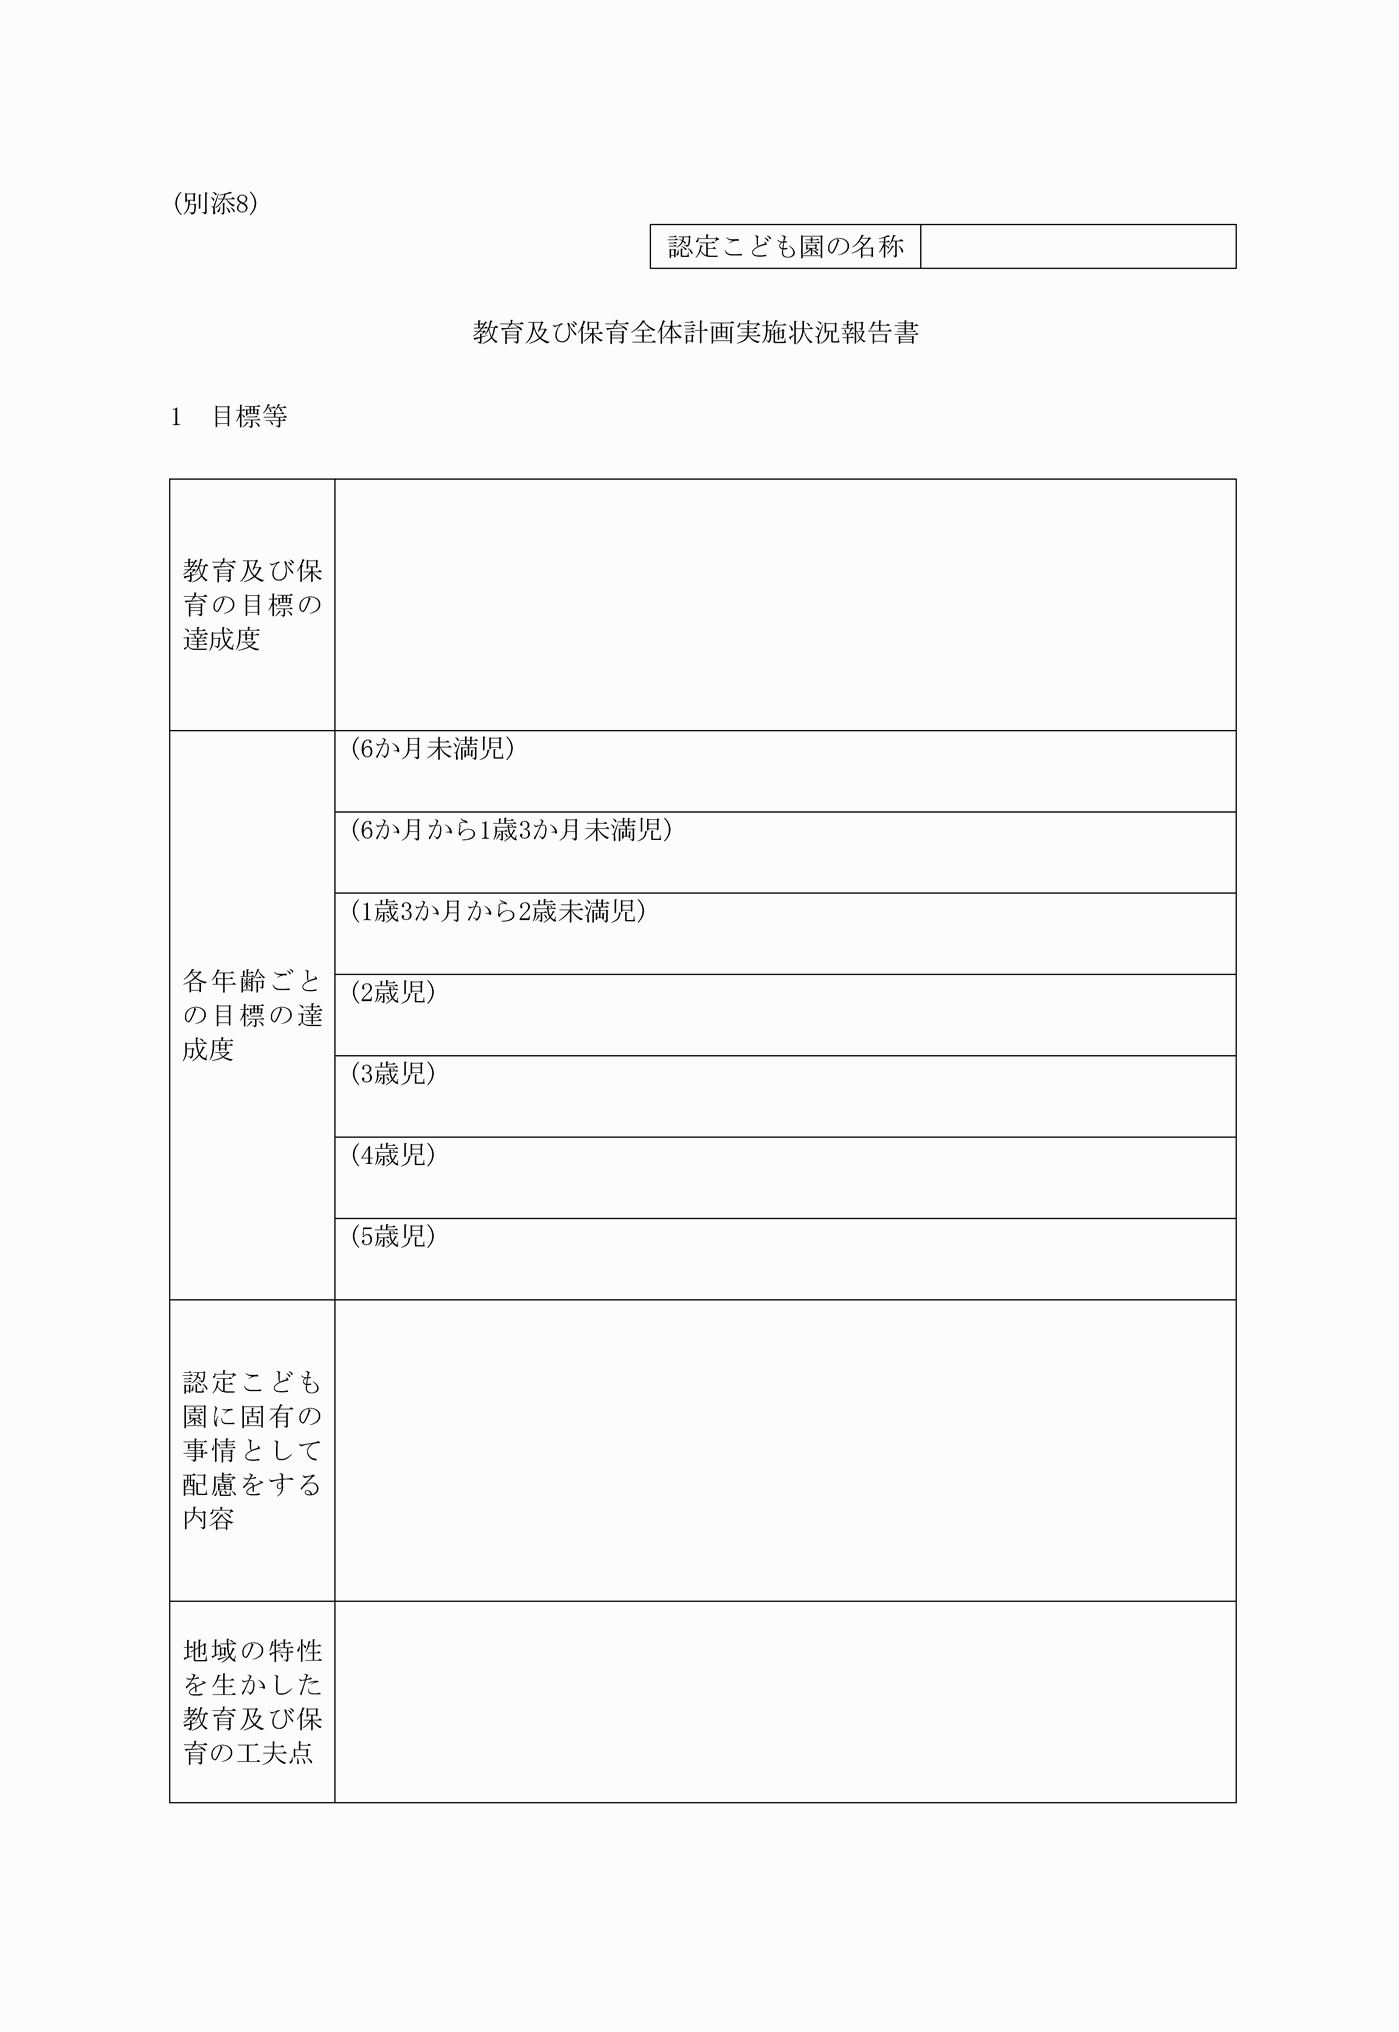 (別添8)
認定こども園の名称
教育及び保育全体計画実施状況報告書
1　目標等
教育及び保
育の目標の
達成度
(6か月未満児)
(6か月から1歳3か月未満児)
(1歳3か月から2歳未満児)
(2歳児)
各年齢ごと
の目標の達
成度
(3歳児)
(4歳児)
(5歳児)
認定こども
園に固有の
事情として
配慮をする
内容
地域の特性
を生かした
教育及び保
育の工夫点